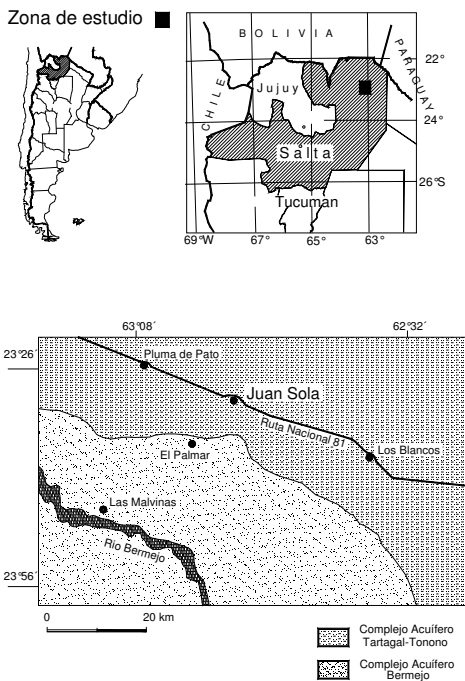 Zona de estudio
BOLIVIA
PARAGUAY
CHILE
Jujuy
Salta
Tucuman
22°
24°
26°S
69°W
67°
65°
63°
63°08´
62°32´
23°26´
23°56´
Pluma de Pato
Juan Sola
Ruta Nacional 81
Los Blancos
El Palmar
Las Malvinas
Río Bermejo
0
20 km
Complejo Acuífero
Tartagal-Tonono
Complejo Acuífero
Bermejo